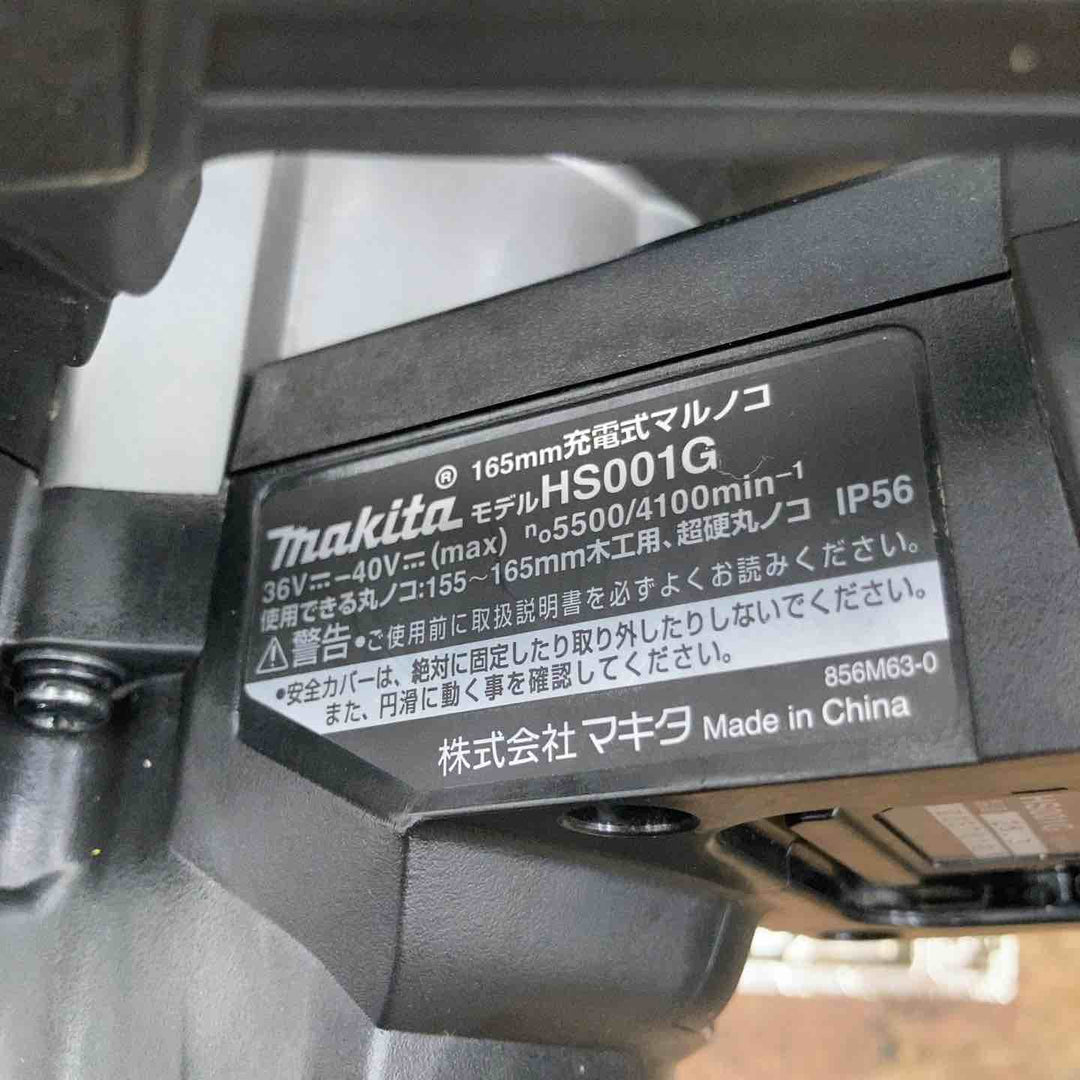 165mm充電式マルノコ
makita® モデルHS001G
36V⎓-40V⎓(max) n₀5500/4100min⁻¹
使用できる丸ノコ:155～165mm木工用、超硬丸ノコ IP56
⚠警告 •ご使用前に取扱説明書を必ずよくお読みください。
•安全カバーは、絶対に固定したり取り外したりしないでください。
また、円滑に動く事を確認してください。
856M63-0
株式会社マキタ Made in China
HS001G